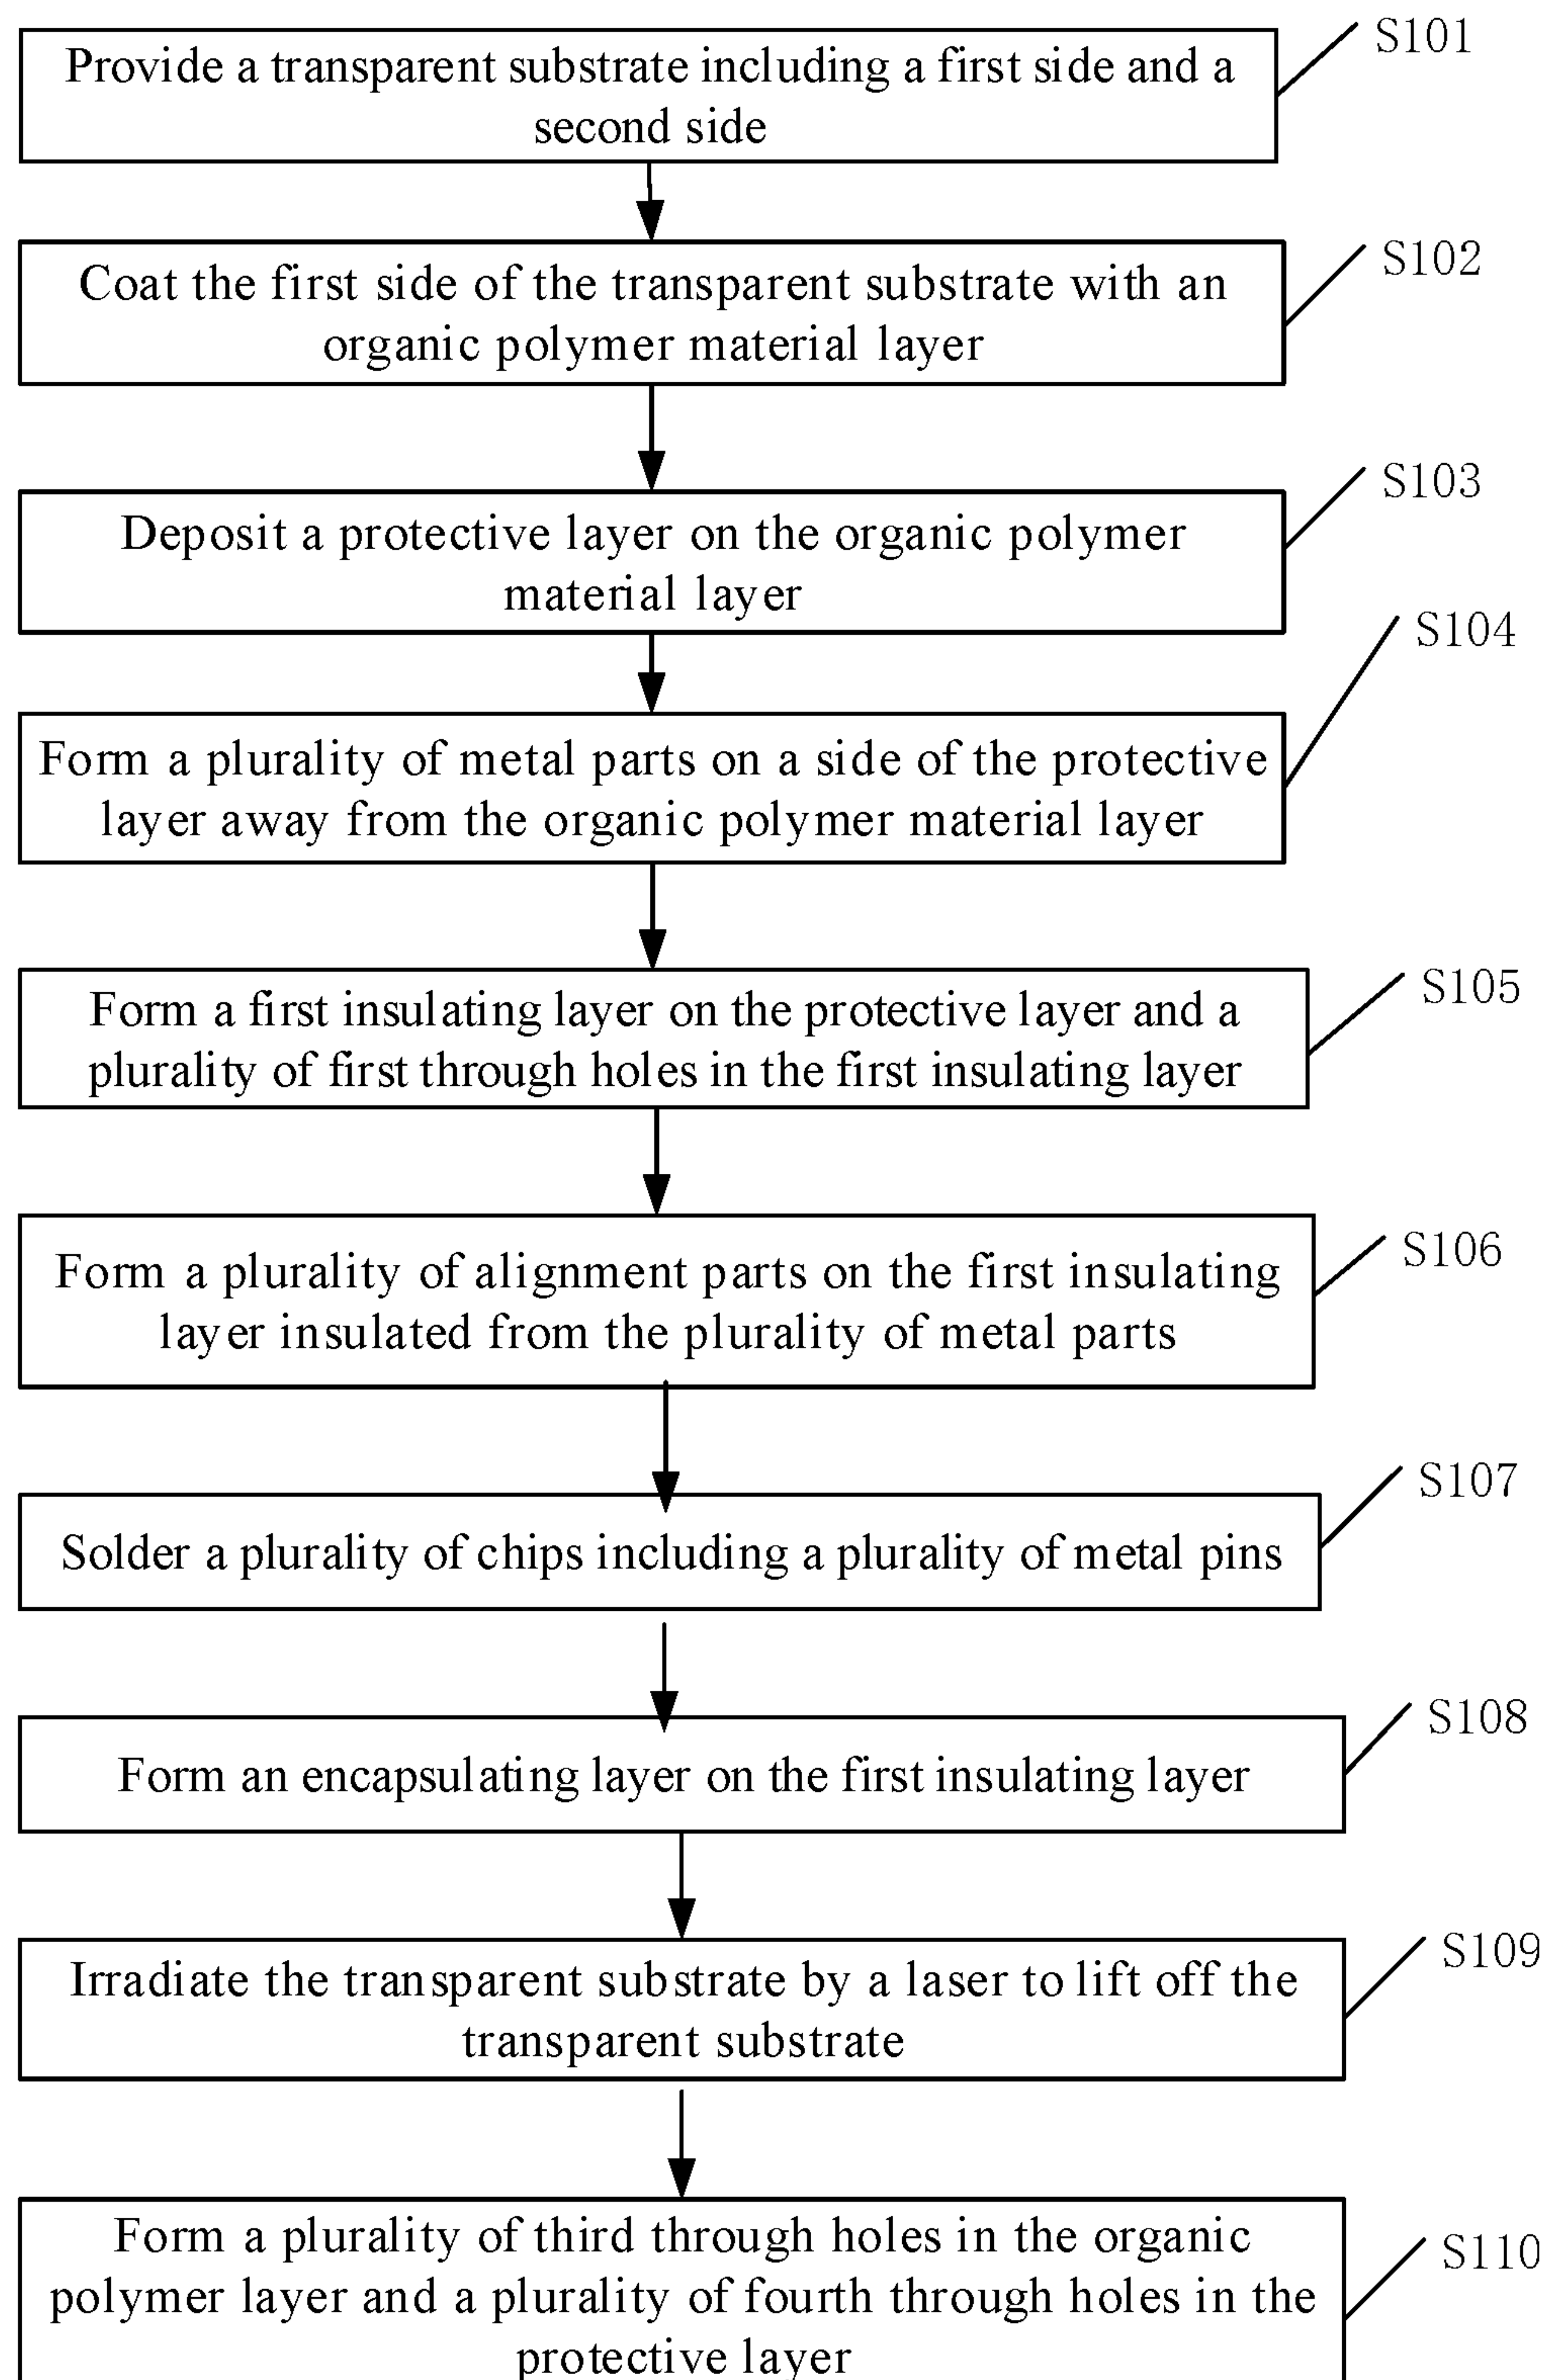 Provide a transparent substrate including a first side and a
second side
S101
Coat the first side of the transparent substrate with an
organic polymer material layer
S102
Deposit a protective layer on the organic polymer
material layer
S103
Form a plurality of metal parts on a side of the protective
layer away from the organic polymer material layer
S104
Form a first insulating layer on the protective layer and a
plurality of first through holes in the first insulating layer
S105
Form a plurality of alignment parts on the first insulating
layer insulated from the plurality of metal parts
S106
Solder a plurality of chips including a plurality of metal pins
S107
Form an encapsulating layer on the first insulating layer
S108
Irradiate the transparent substrate by a laser to lift off the
transparent substrate
S109
Form a plurality of third through holes in the organic
polymer layer and a plurality of fourth through holes in the
protective layer
S110